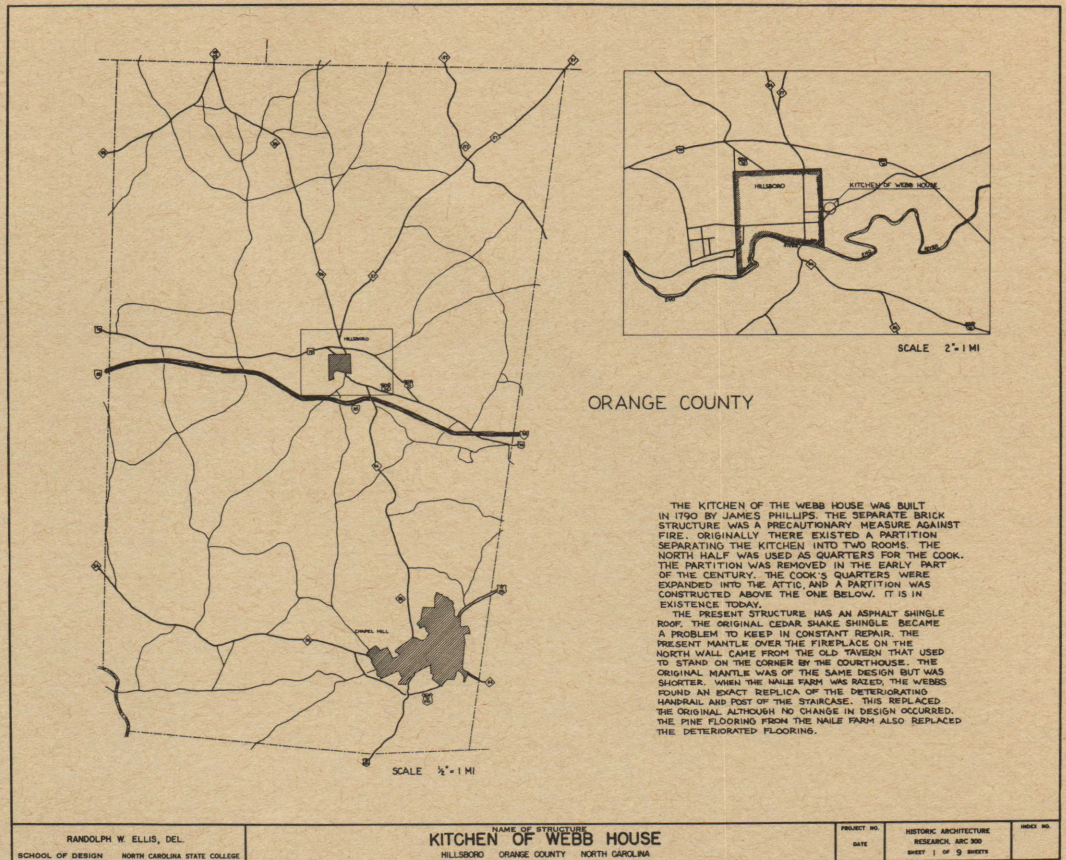 HILLSBORO
CHAPEL HILL
SCALE ½"= 1 MI
HILLSBORO
KITCHEN OF WEBB HOUSE
ENO
RIVER
ENO
RIVER
SCALE 2"= 1 MI
ORANGE COUNTY
THE KITCHEN OF THE WEBB HOUSE WAS BUILT
IN 1790 BY JAMES PHILLIPS. THE SEPARATE BRICK
STRUCTURE WAS A PRECAUTIONARY MEASURE AGAINST
FIRE. ORIGINALLY THERE EXISTED A PARTITION
SEPARATING THE KITCHEN INTO TWO ROOMS. THE
NORTH HALF WAS USED AS QUARTERS FOR THE COOK.
THE PARTITION WAS REMOVED IN THE EARLY PART
OF THE CENTURY. THE COOK'S QUARTERS WERE
EXPANDED INTO THE ATTIC, AND A PARTITION WAS
CONSTRUCTED ABOVE THE ONE BELOW. IT IS IN
EXISTENCE TODAY.
THE PRESENT STRUCTURE HAS AN ASPHALT SHINGLE
ROOF. THE ORIGINAL CEDAR SHAKE SHINGLE BECAME
A PROBLEM TO KEEP IN CONSTANT REPAIR. THE
PRESENT MANTLE OVER THE FIREPLACE ON THE
NORTH WALL CAME FROM THE OLD TAVERN THAT USED
TO STAND ON THE CORNER BY THE COURTHOUSE. THE
ORIGINAL MANTLE WAS OF THE SAME DESIGN BUT WAS
SHORTER. WHEN THE NAILE FARM WAS RAZED, THE WEBBS
FOUND AN EXACT REPLICA OF THE DETERIORATING
HANDRAIL AND POST OF THE STAIRCASE. THIS REPLACED
THE ORIGINAL ALTHOUGH NO CHANGE IN DESIGN OCCURRED.
THE PINE FLOORING FROM THE NAILE FARM ALSO REPLACED
THE DETERIORATED FLOORING.
RANDOLPH W. ELLIS, DEL.
SCHOOL OF DESIGN NORTH CAROLINA STATE COLLEGE
NAME OF STRUCTURE
KITCHEN OF WEBB HOUSE
HILLSBORO ORANGE COUNTY NORTH CAROLINA
PROJECT NO.
DATE
HISTORIC ARCHITECTURE
RESEARCH. ARC 300
SHEET 1 OF 9 SHEETS
INDEX NO.